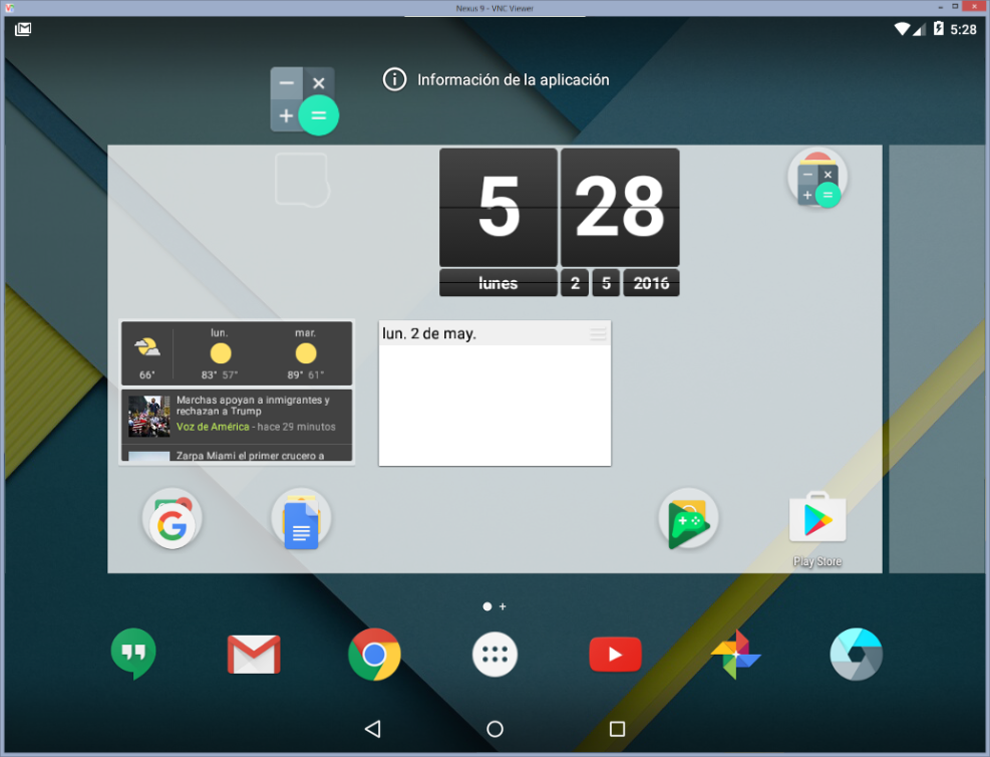 Nexus 9 - VNC Viewer
5:28
Información de la aplicación
5 28
lunes 2 5 2016
lun. mar.
66° 83° 57° 89° 61°
Marchas apoyan a inmigrantes y
rechazan a Trump
Voz de América - hace 29 minutos
Zarpa Miami el primer crucero a
lun. 2 de may.
Play Store